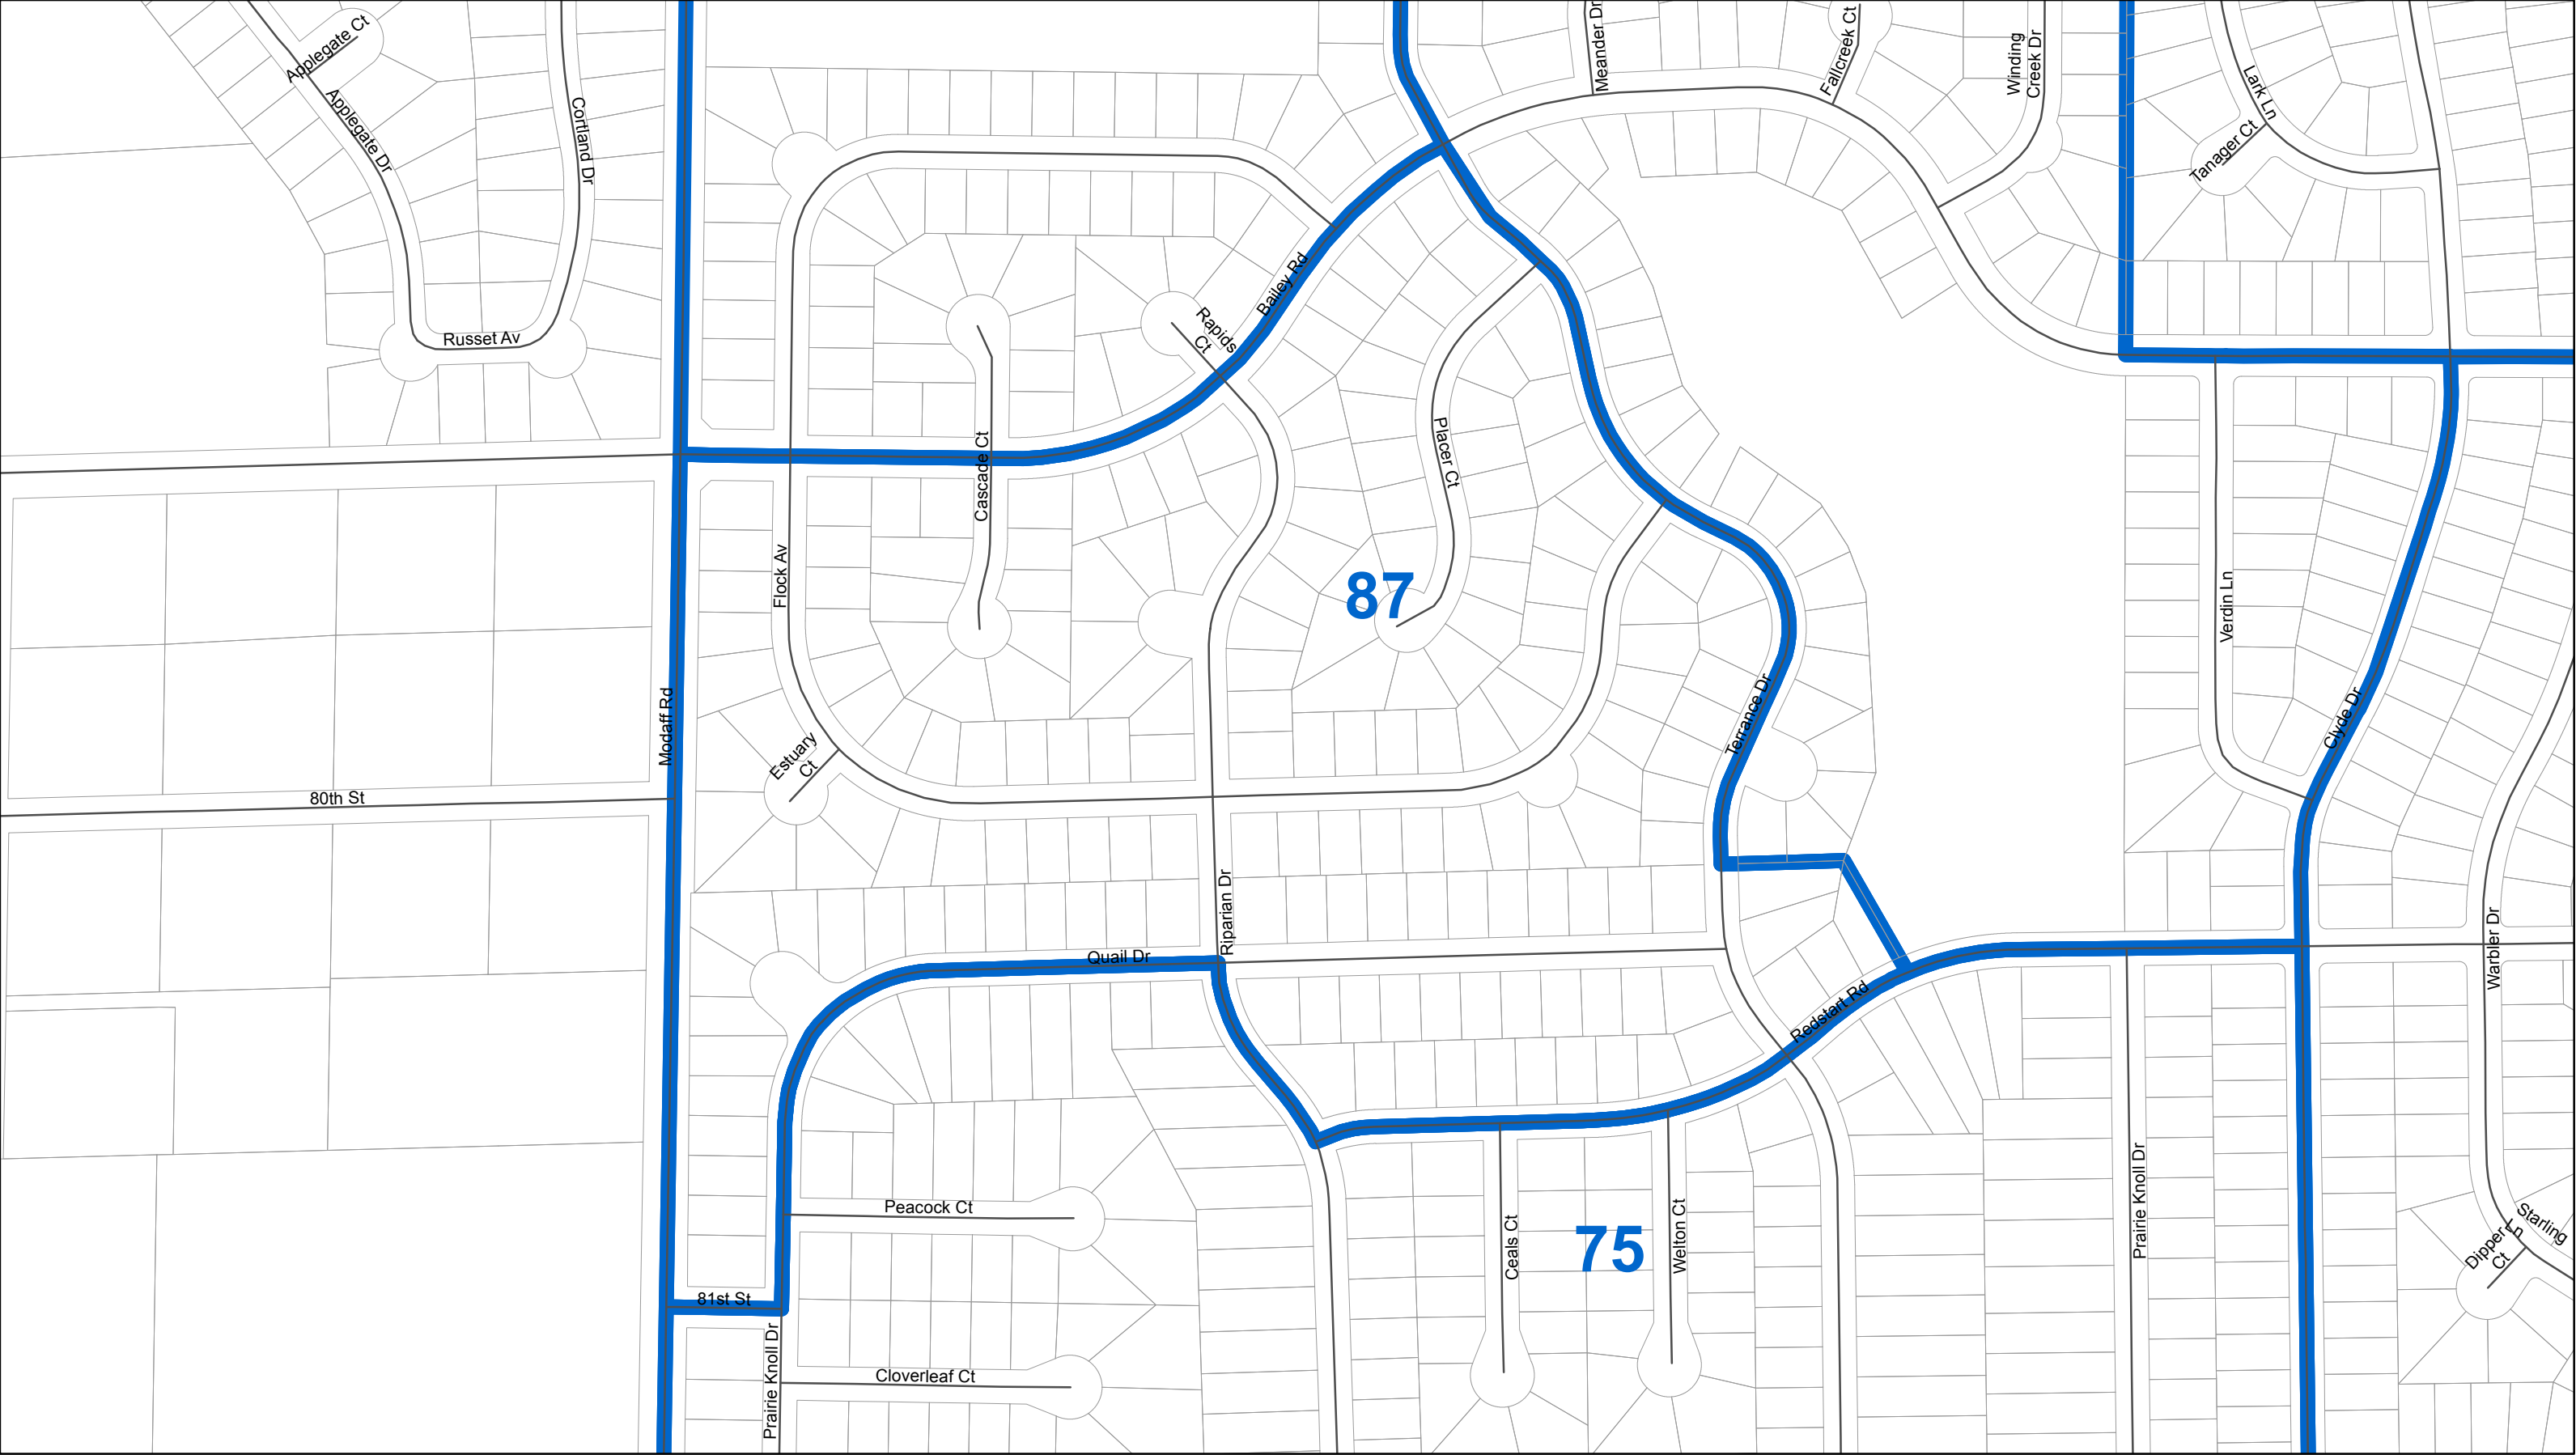 Applegate Ct
Meander Dr
Fallcreek Ct
Winding
Creek Dr
Lark Ln
Applegate Dr
Cortland Dr
Tanager Ct
Bailey Rd
Russet Av
Rapids
Ct
Placer Ct
Cascade Ct
Flock Av
87
Verdin Ln
Modaff Rd
Terrance Dr
Clyde Dr
Estuary
Ct
80th St
Riparian Dr
Quail Dr
Warbler Dr
Redstart Rd
Peacock Ct
Ceals Ct
75
Welton Ct
Prairie Knoll Dr
Starling
Ln
Dipper
Ct
81st St
Prairie Knoll Dr
Cloverleaf Ct